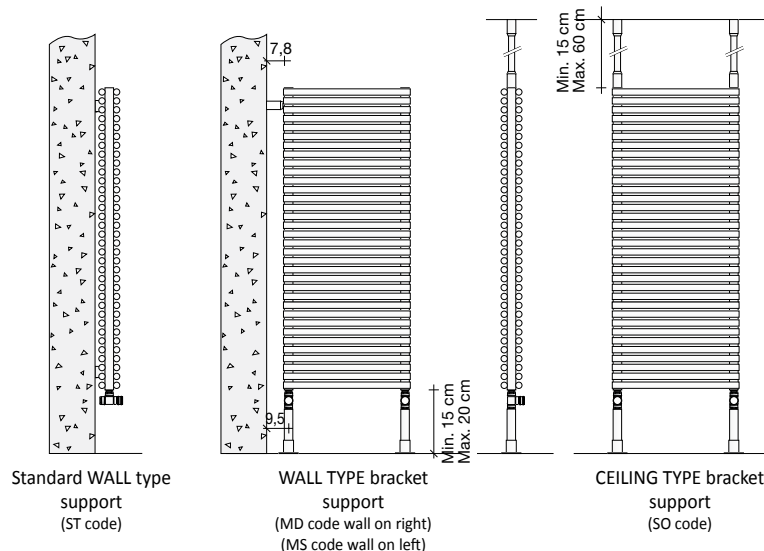 7,8
Min. 15 cm
Max. 60 cm
9,5
Min. 15 cm
Max. 20 cm
Standard WALL type
support
(ST code)
WALL TYPE bracket
support
(MD code wall on right)
(MS code wall on left)
CEILING TYPE bracket
support
(SO code)